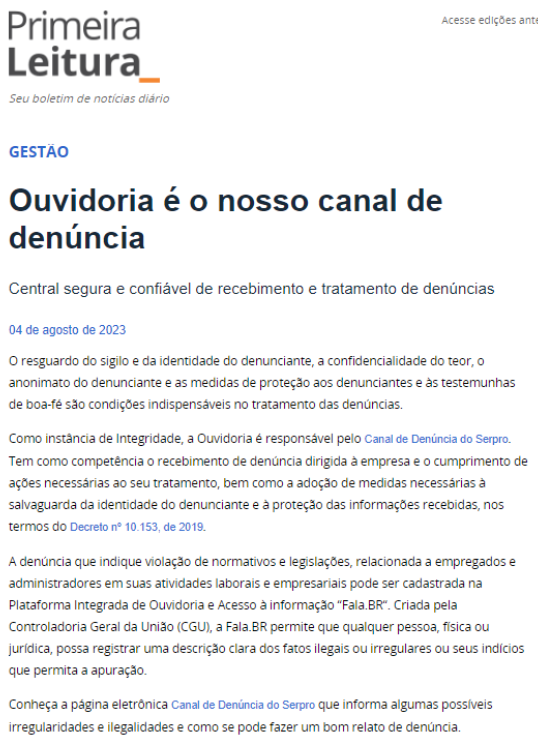 Primeira
Acesse edições ante
Leitura_
Seu boletim de notícias diário
GESTÃO
Ouvidoria é o nosso canal de
denúncia
Central segura e confiável de recebimento e tratamento de denúncias
04 de agosto de 2023
O resguardo do sigilo e da identidade do denunciante, a confidencialidade do teor, o
anonimato do denunciante e as medidas de proteção aos denunciantes e às testemunhas
de boa-fé são condições indispensáveis no tratamento das denúncias.
Como instância de Integridade, a Ouvidoria é responsável pelo Canal de Denúncia do Serpro.
Tem como competência o recebimento de denúncia dirigida à empresa e o cumprimento de
ações necessárias ao seu tratamento, bem como a adoção de medidas necessárias à
salvaguarda da identidade do denunciante e à proteção das informações recebidas, nos
termos do Decreto nº 10.153, de 2019.
A denúncia que indique violação de normativos e legislações, relacionada a empregados e
administradores em suas atividades laborais e empresariais pode ser cadastrada na
Plataforma Integrada de Ouvidoria e Acesso à informação “Fala.BR”. Criada pela
Controladoria Geral da União (CGU), a Fala.BR permite que qualquer pessoa, física ou
jurídica, possa registrar uma descrição clara dos fatos ilegais ou irregulares ou seus indícios
que permita a apuração.
Conheça a página eletrônica Canal de Denúncia do Serpro que informa algumas possíveis
irregularidades e ilegalidades e como se pode fazer um bom relato de denúncia.